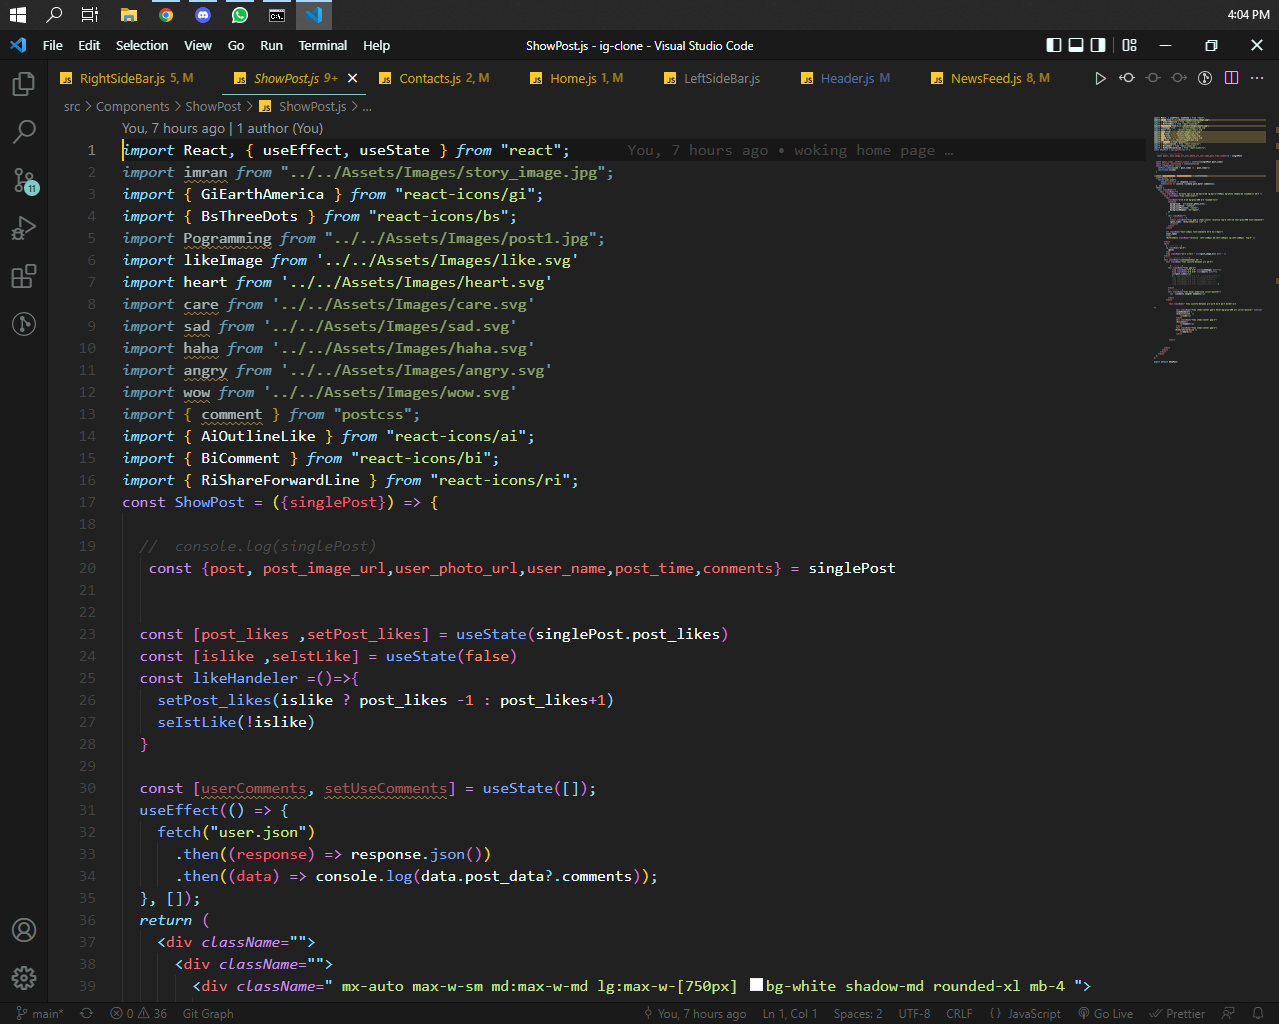 4:04 PM
File Edit Selection View Go Run Terminal Help ShowPost.js - ig-clone - Visual Studio Code
JS RightSideBar.js 5, M JS ShowPost.js 9+ JS Contacts.js 2, M JS Home.js 1, M JS LeftSideBar.js JS Header.js M JS NewsFeed.js 8, M
src > Components > ShowPost > JS ShowPost.js > ...
You, 7 hours ago | 1 author (You)
1 import React, { useEffect, useState } from "react"; You, 7 hours ago • woking home page …
2 import imran from "../../Assets/Images/story_image.jpg";
3 import { GiEarthAmerica } from "react-icons/gi";
4 import { BsThreeDots } from "react-icons/bs";
5 import Pogramming from "../../Assets/Images/post1.jpg";
6 import likeImage from '../../Assets/Images/like.svg'
7 import heart from '../../Assets/Images/heart.svg'
8 import care from '../../Assets/Images/care.svg'
9 import sad from '../../Assets/Images/sad.svg'
10 import haha from '../../Assets/Images/haha.svg'
11 import angry from '../../Assets/Images/angry.svg'
12 import wow from '../../Assets/Images/wow.svg'
13 import { comment } from "postcss";
14 import { AiOutlineLike } from "react-icons/ai";
15 import { BiComment } from "react-icons/bi";
16 import { RiShareForwardLine } from "react-icons/ri";
17 const ShowPost = ({singlePost}) => {
18
19 // console.log(singlePost)
20 const {post, post_image_url,user_photo_url,user_name,post_time,conments} = singlePost
21
22
23 const [post_likes ,setPost_likes] = useState(singlePost.post_likes)
24 const [islike ,seIstLike] = useState(false)
25 const likeHandeler =()=>{
26 setPost_likes(islike ? post_likes -1 : post_likes+1)
27 seIstLike(!islike)
28 }
29
30 const [userComments, setUseComments] = useState([]);
31 useEffect(() => {
32 fetch("user.json")
33 .then((response) => response.json())
34 .then((data) => console.log(data.post_data?.comments));
35 }, []);
36 return (
37 <div className="">
38 <div className="">
39 <div className=" mx-auto max-w-sm md:max-w-md lg:max-w-[750px] bg-white shadow-md rounded-xl mb-4 ">
11
main* 0 36 Git Graph You, 7 hours ago Ln 1, Col 1 Spaces: 2 UTF-8 CRLF {} JavaScript Go Live Prettier